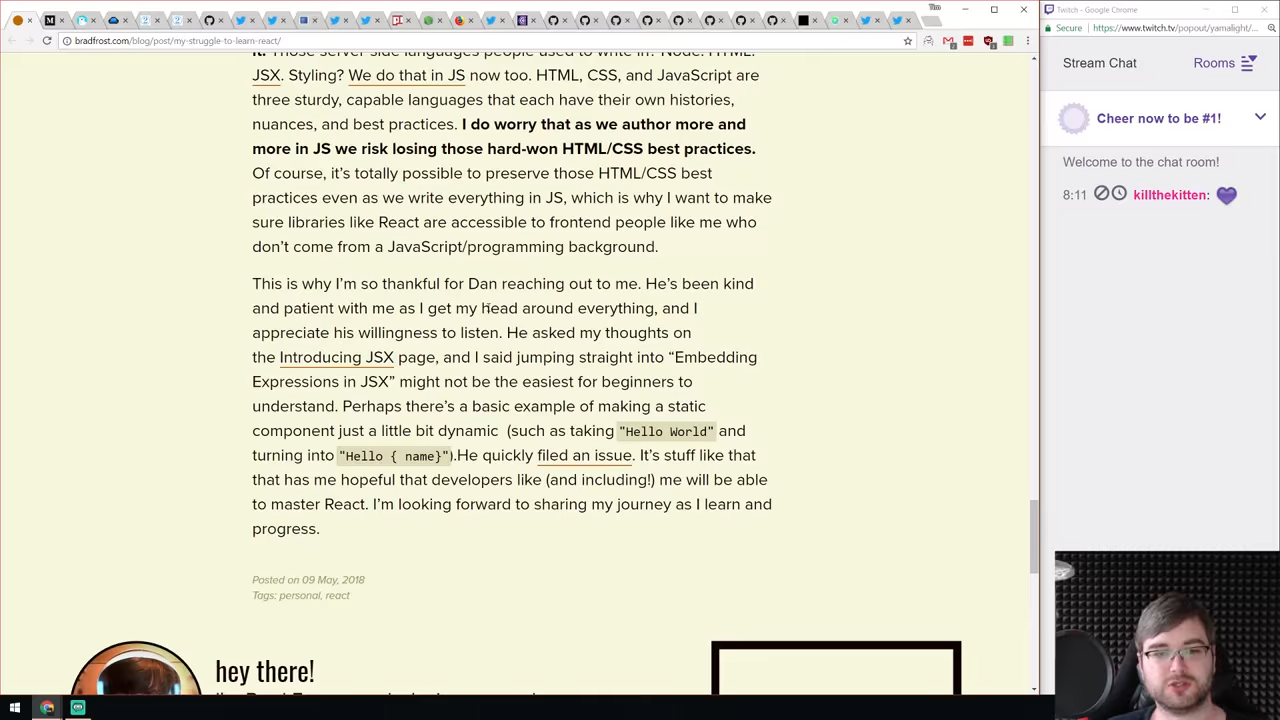 Tim
Twitch - Google Chrome
bradfrost.com/blog/post/my-struggle-to-learn-react/
Secure
https://www.twitch.tv/popout/yamalight/...
Stream Chat
Rooms
Cheer now to be #1!
Welcome to the chat room!
8:11 killthekitten:
JSX. Styling? We do that in JS now too. HTML, CSS, and JavaScript are
three sturdy, capable languages that each have their own histories,
nuances, and best practices. I do worry that as we author more and
more in JS we risk losing those hard-won HTML/CSS best practices.
Of course, it’s totally possible to preserve those HTML/CSS best
practices even as we write everything in JS, which is why I want to make
sure libraries like React are accessible to frontend people like me who
don’t come from a JavaScript/programming background.
This is why I’m so thankful for Dan reaching out to me. He’s been kind
and patient with me as I get my head around everything, and I
appreciate his willingness to listen. He asked my thoughts on
the Introducing JSX page, and I said jumping straight into “Embedding
Expressions in JSX” might not be the easiest for beginners to
understand. Perhaps there’s a basic example of making a static
component just a little bit dynamic (such as taking "Hello World" and
turning into "Hello { name}").He quickly filed an issue. It’s stuff like that
that has me hopeful that developers like (and including!) me will be able
to master React. I’m looking forward to sharing my journey as I learn and
progress.
Posted on 09 May, 2018
Tags: personal, react
hey there!